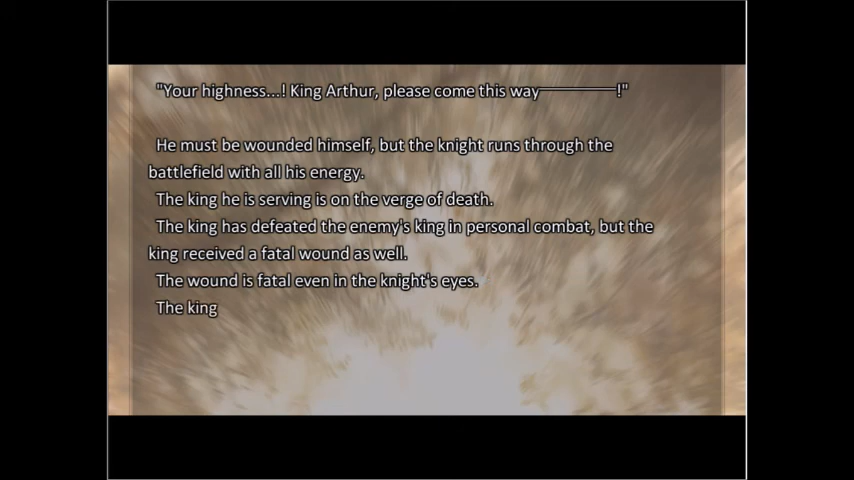 "Your highness...! King Arthur, please come this way―――――!"
He must be wounded himself, but the knight runs through the
battlefield with all his energy.
The king he is serving is on the verge of death.
The king has defeated the enemy's king in personal combat, but the
king received a fatal wound as well.
The wound is fatal even in the knight's eyes.
The king